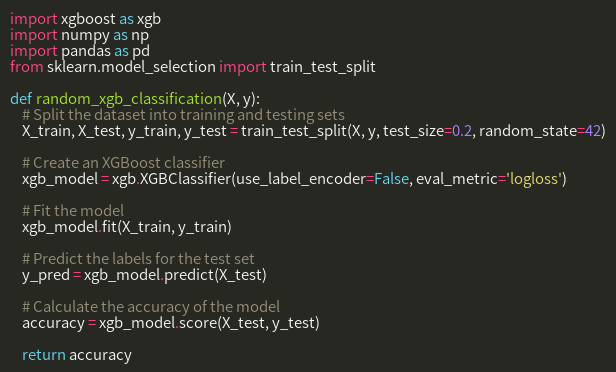 import xgboost as xgb
import numpy as np
import pandas as pd
from sklearn.model_selection import train_test_split

def random_xgb_classification(X, y):
    # Split the dataset into training and testing sets
    X_train, X_test, y_train, y_test = train_test_split(X, y, test_size=0.2, random_state=42)

    # Create an XGBoost classifier
    xgb_model = xgb.XGBClassifier(use_label_encoder=False, eval_metric='logloss')

    # Fit the model
    xgb_model.fit(X_train, y_train)

    # Predict the labels for the test set
    y_pred = xgb_model.predict(X_test)

    # Calculate the accuracy of the model
    accuracy = xgb_model.score(X_test, y_test)

    return accuracy